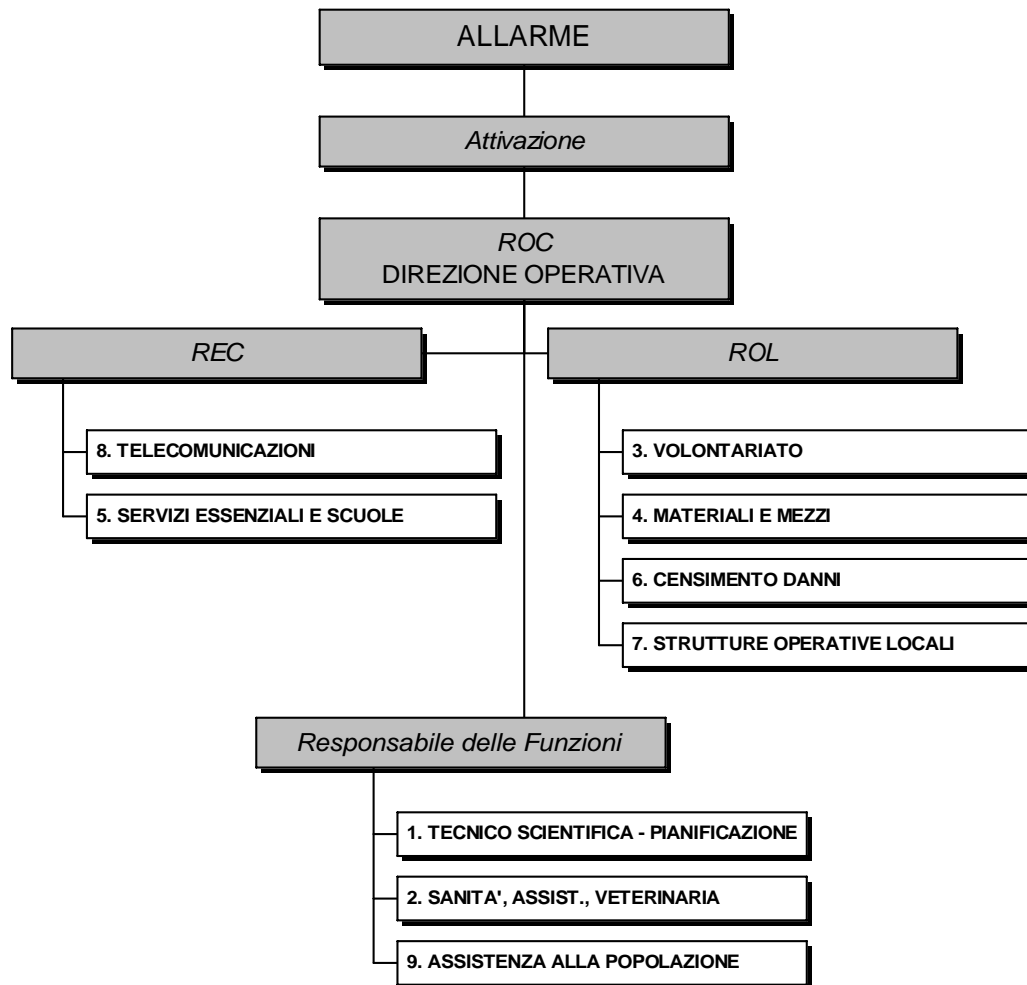 ALLARME
Attivazione
ROC
DIREZIONE OPERATIVA
REC
ROL
8. TELECOMUNICAZIONI
5. SERVIZI ESSENZIALI E SCUOLE
3. VOLONTARIATO
4. MATERIALI E MEZZI
6. CENSIMENTO DANNI
7. STRUTTURE OPERATIVE LOCALI
Responsabile delle Funzioni
1. TECNICO SCIENTIFICA - PIANIFICAZIONE
2. SANITA', ASSIST., VETERINARIA
9. ASSISTENZA ALLA POPOLAZIONE